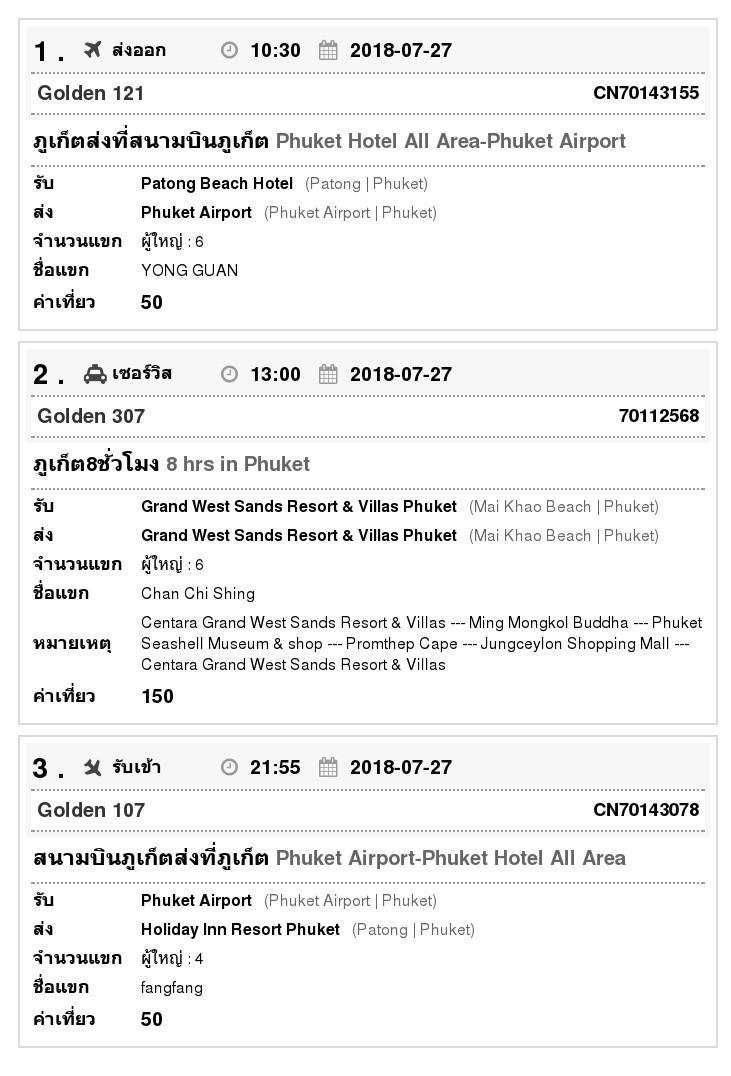 1 . ส่งออก 10:30 2018-07-27
Golden 121 CN70143155
ภูเก็ตส่งที่สนามบินภูเก็ต Phuket Hotel All Area-Phuket Airport
รับ Patong Beach Hotel (Patong | Phuket)
ส่ง Phuket Airport (Phuket Airport | Phuket)
จำนวนแขก ผู้ใหญ่ : 6
ชื่อแขก YONG GUAN
ค่าเที่ยว 50
2 . เซอร์วิส 13:00 2018-07-27
Golden 307 70112568
ภูเก็ต8ชั่วโมง 8 hrs in Phuket
รับ Grand West Sands Resort & Villas Phuket (Mai Khao Beach | Phuket)
ส่ง Grand West Sands Resort & Villas Phuket (Mai Khao Beach | Phuket)
จำนวนแขก ผู้ใหญ่ : 6
ชื่อแขก Chan Chi Shing
หมายเหตุ Centara Grand West Sands Resort & Villas --- Ming Mongkol Buddha --- Phuket
Seashell Museum & shop --- Promthep Cape --- Jungceylon Shopping Mall ---
Centara Grand West Sands Resort & Villas
ค่าเที่ยว 150
3 . รับเข้า 21:55 2018-07-27
Golden 107 CN70143078
สนามบินภูเก็ตส่งที่ภูเก็ต Phuket Airport-Phuket Hotel All Area
รับ Phuket Airport (Phuket Airport | Phuket)
ส่ง Holiday Inn Resort Phuket (Patong | Phuket)
จำนวนแขก ผู้ใหญ่ : 4
ชื่อแขก fangfang
ค่าเที่ยว 50